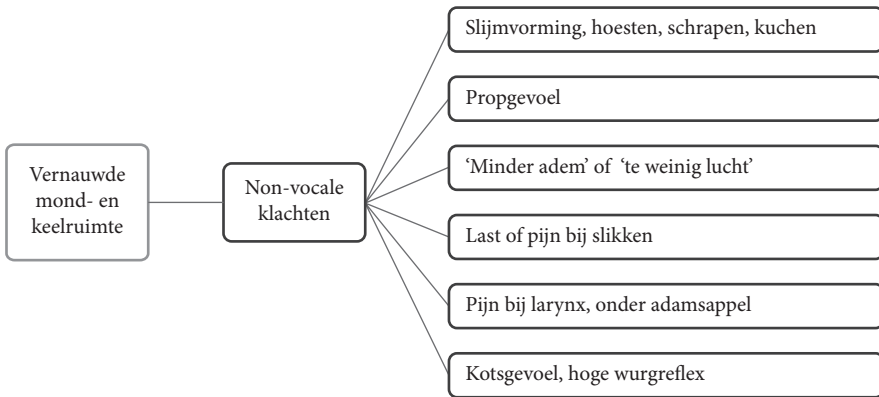 Vernauwde
mond- en
keelruimte
Non-vocale
klachten
Slijmvorming, hoesten, schrapen, kuchen
Propgevoel
‘Minder adem’ of ‘te weinig lucht’
Last of pijn bij slikken
Pijn bij larynx, onder adamsappel
Kotsgevoel, hoge wurgreflex